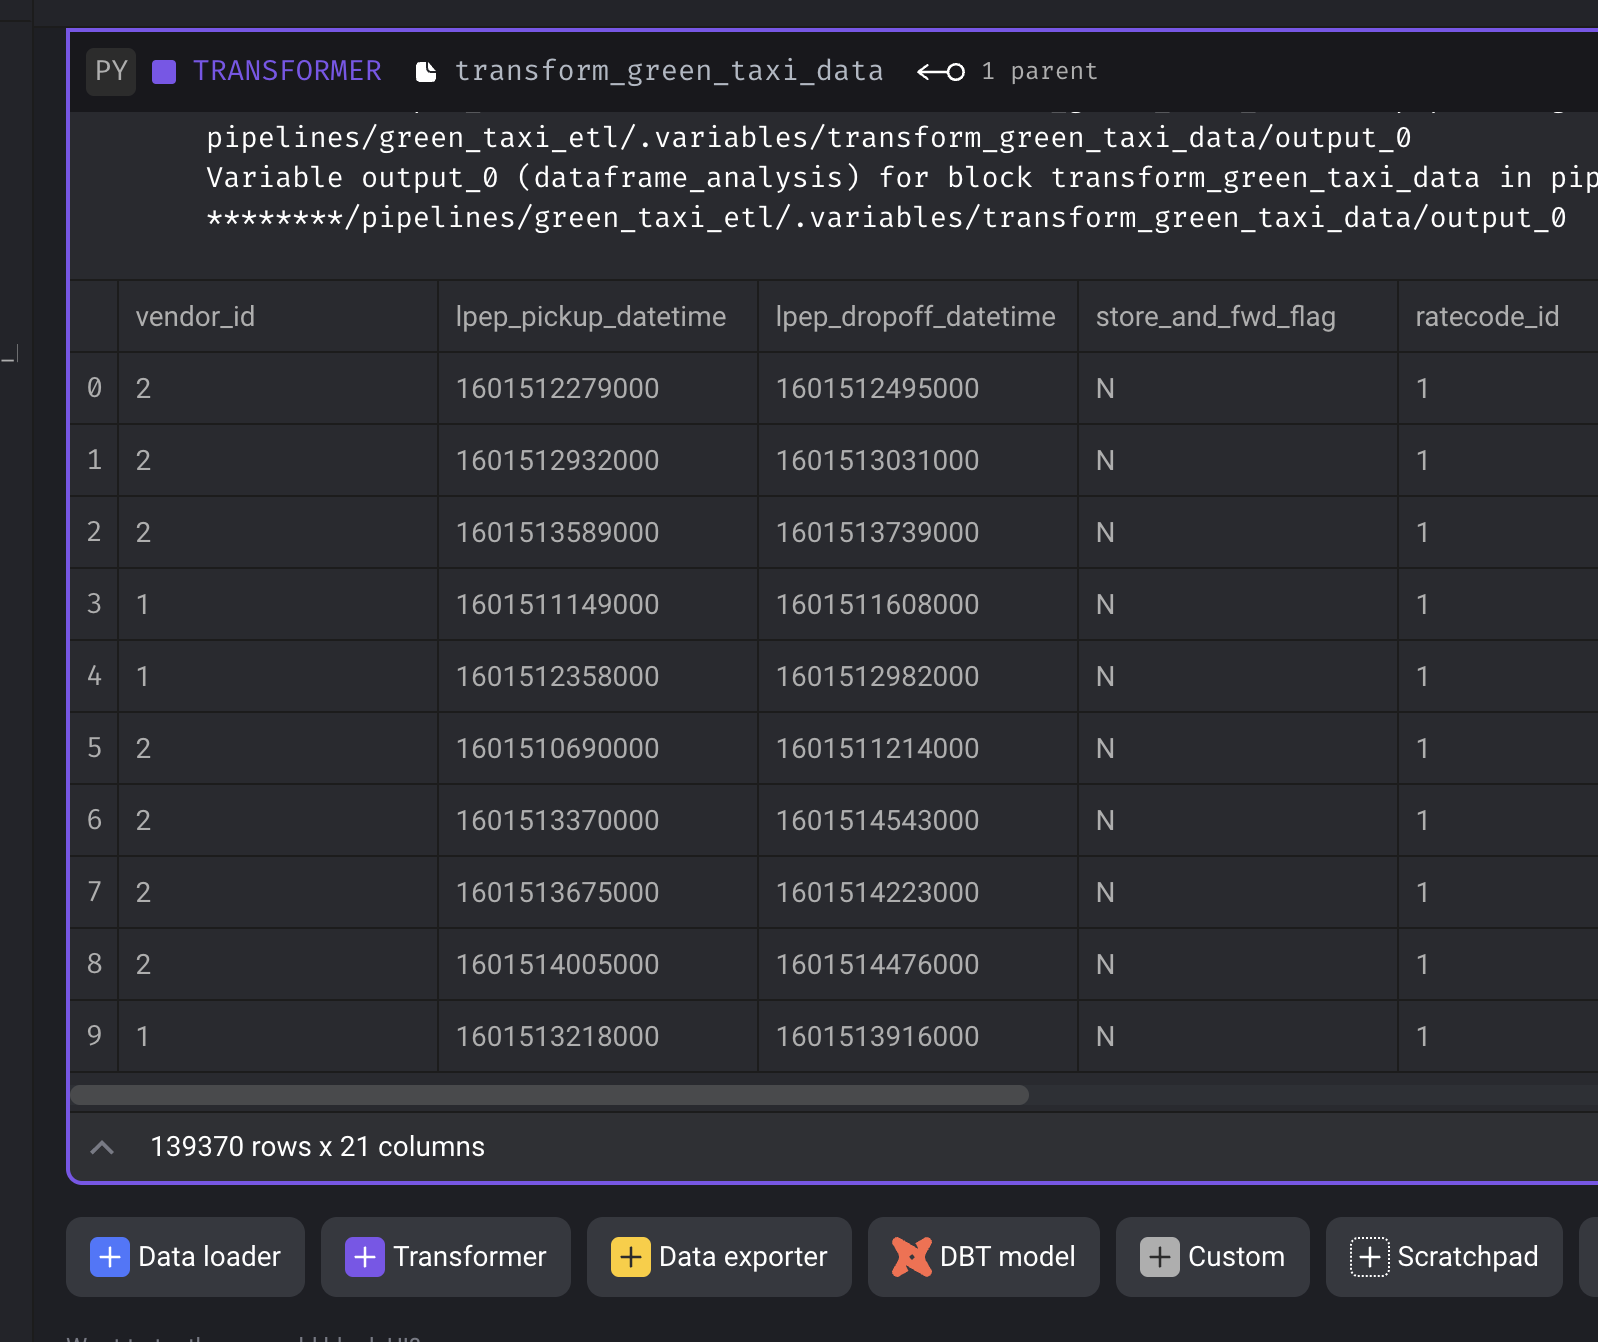 PY TRANSFORMER transform_green_taxi_data 1 parent
pipelines/green_taxi_etl/.variables/transform_green_taxi_data/output_0
Variable output_0 (dataframe_analysis) for block transform_green_taxi_data in pip
********/pipelines/green_taxi_etl/.variables/transform_green_taxi_data/output_0
vendor_id lpep_pickup_datetime lpep_dropoff_datetime store_and_fwd_flag ratecode_id
0 2 1601512279000 1601512495000 N 1
1 2 1601512932000 1601513031000 N 1
2 2 1601513589000 1601513739000 N 1
3 1 1601511149000 1601511608000 N 1
4 1 1601512358000 1601512982000 N 1
5 2 1601510690000 1601511214000 N 1
6 2 1601513370000 1601514543000 N 1
7 2 1601513675000 1601514223000 N 1
8 2 1601514005000 1601514476000 N 1
9 1 1601513218000 1601513916000 N 1
139370 rows x 21 columns
Data loader Transformer Data exporter DBT model Custom Scratchpad